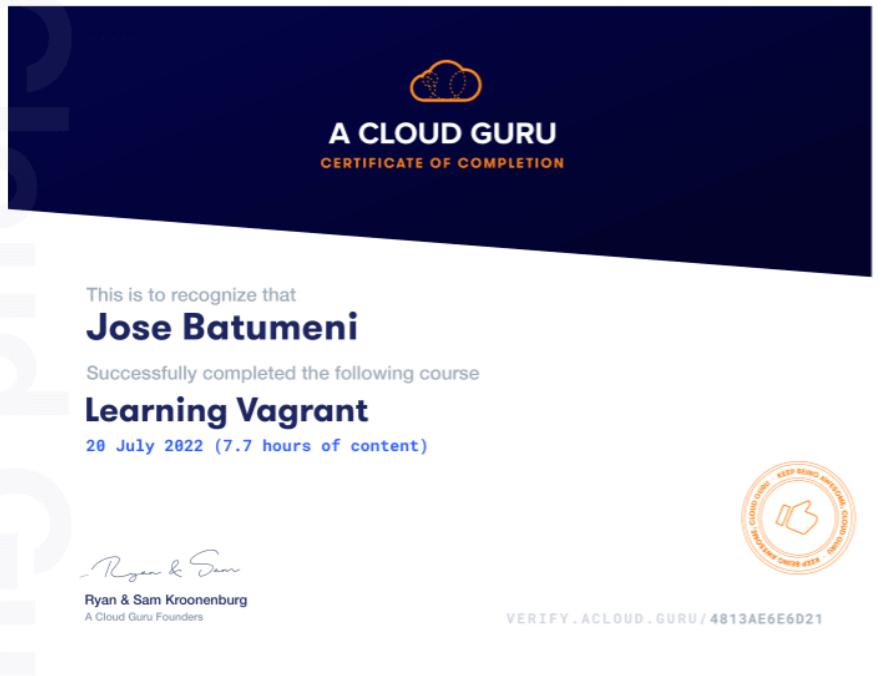 A CLOUD GURU
CERTIFICATE OF COMPLETION
This is to recognize that
Jose Batumeni
Successfully completed the following course
Learning Vagrant
20 July 2022 (7.7 hours of content)
KEEP BEING AWESOME, CLOUD GURU · KEEP BEING AWESOME, CLOUD GURU ·
Ryan & Sam
Ryan & Sam Kroonenburg
A Cloud Guru Founders
VERIFY.ACLOUD.GURU/4813AE6E6D21
Cloud Gu